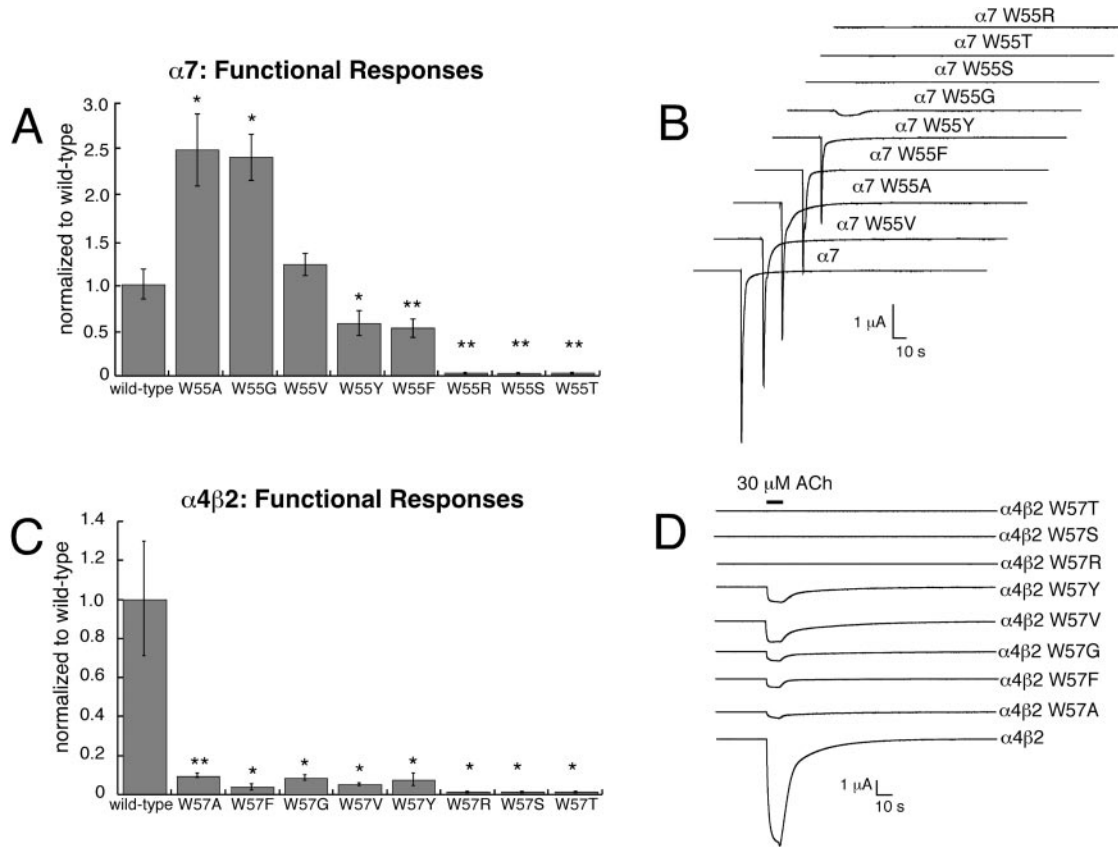 A
α7: Functional Responses
normalized to wild-type
3.0
2.5
2.0
1.5
1.0
0.5
0
* * * ** ** ** **
wild-type W55A W55G W55V W55Y W55F W55R W55S W55T
B
α7 W55R
α7 W55T
α7 W55S
α7 W55G
α7 W55Y
α7 W55F
α7 W55A
α7 W55V
α7
1 μA
10 s
C
α4β2: Functional Responses
normalized to wild-type
1.4
1.2
1.0
0.8
0.6
0.4
0.2
0
** * * * * * * *
wild-type W57A W57F W57G W57V W57Y W57R W57S W57T
D
30 μM ACh
α4β2 W57T
α4β2 W57S
α4β2 W57R
α4β2 W57Y
α4β2 W57V
α4β2 W57G
α4β2 W57F
α4β2 W57A
α4β2
1 μA
10 s